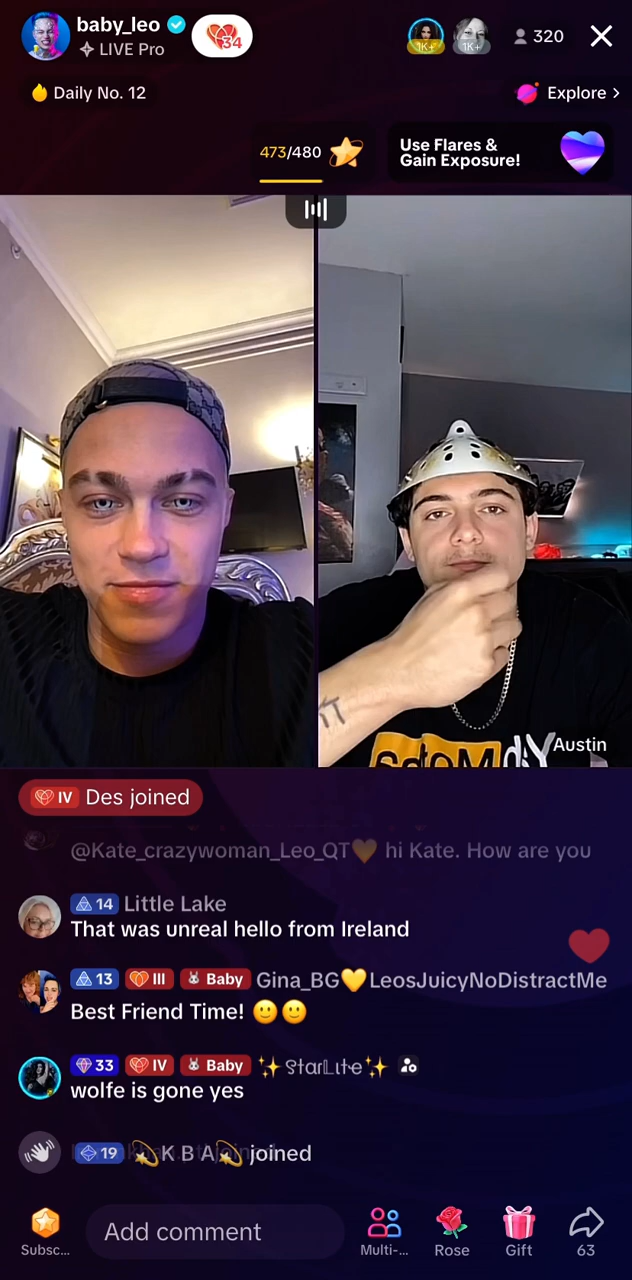 baby_leo
LIVE Pro
34
1K+
1K+
320
Daily No. 12
Explore >
473/480
Use Flares &
Gain Exposure!
Austin
IV Des joined
@Kate_crazywoman_Leo_QT🧡 hi Kate. How are you
14 Little Lake
That was unreal hello from Ireland
13 III Baby Gina_BG💛LeosJuicyNoDistractMe
Best Friend Time! 🙂🙂
33 IV Baby ✨StarLite✨
wolfe is gone yes
19 💫K B A💫 joined
Subsc...
Add comment
Multi-...
Rose
Gift
63